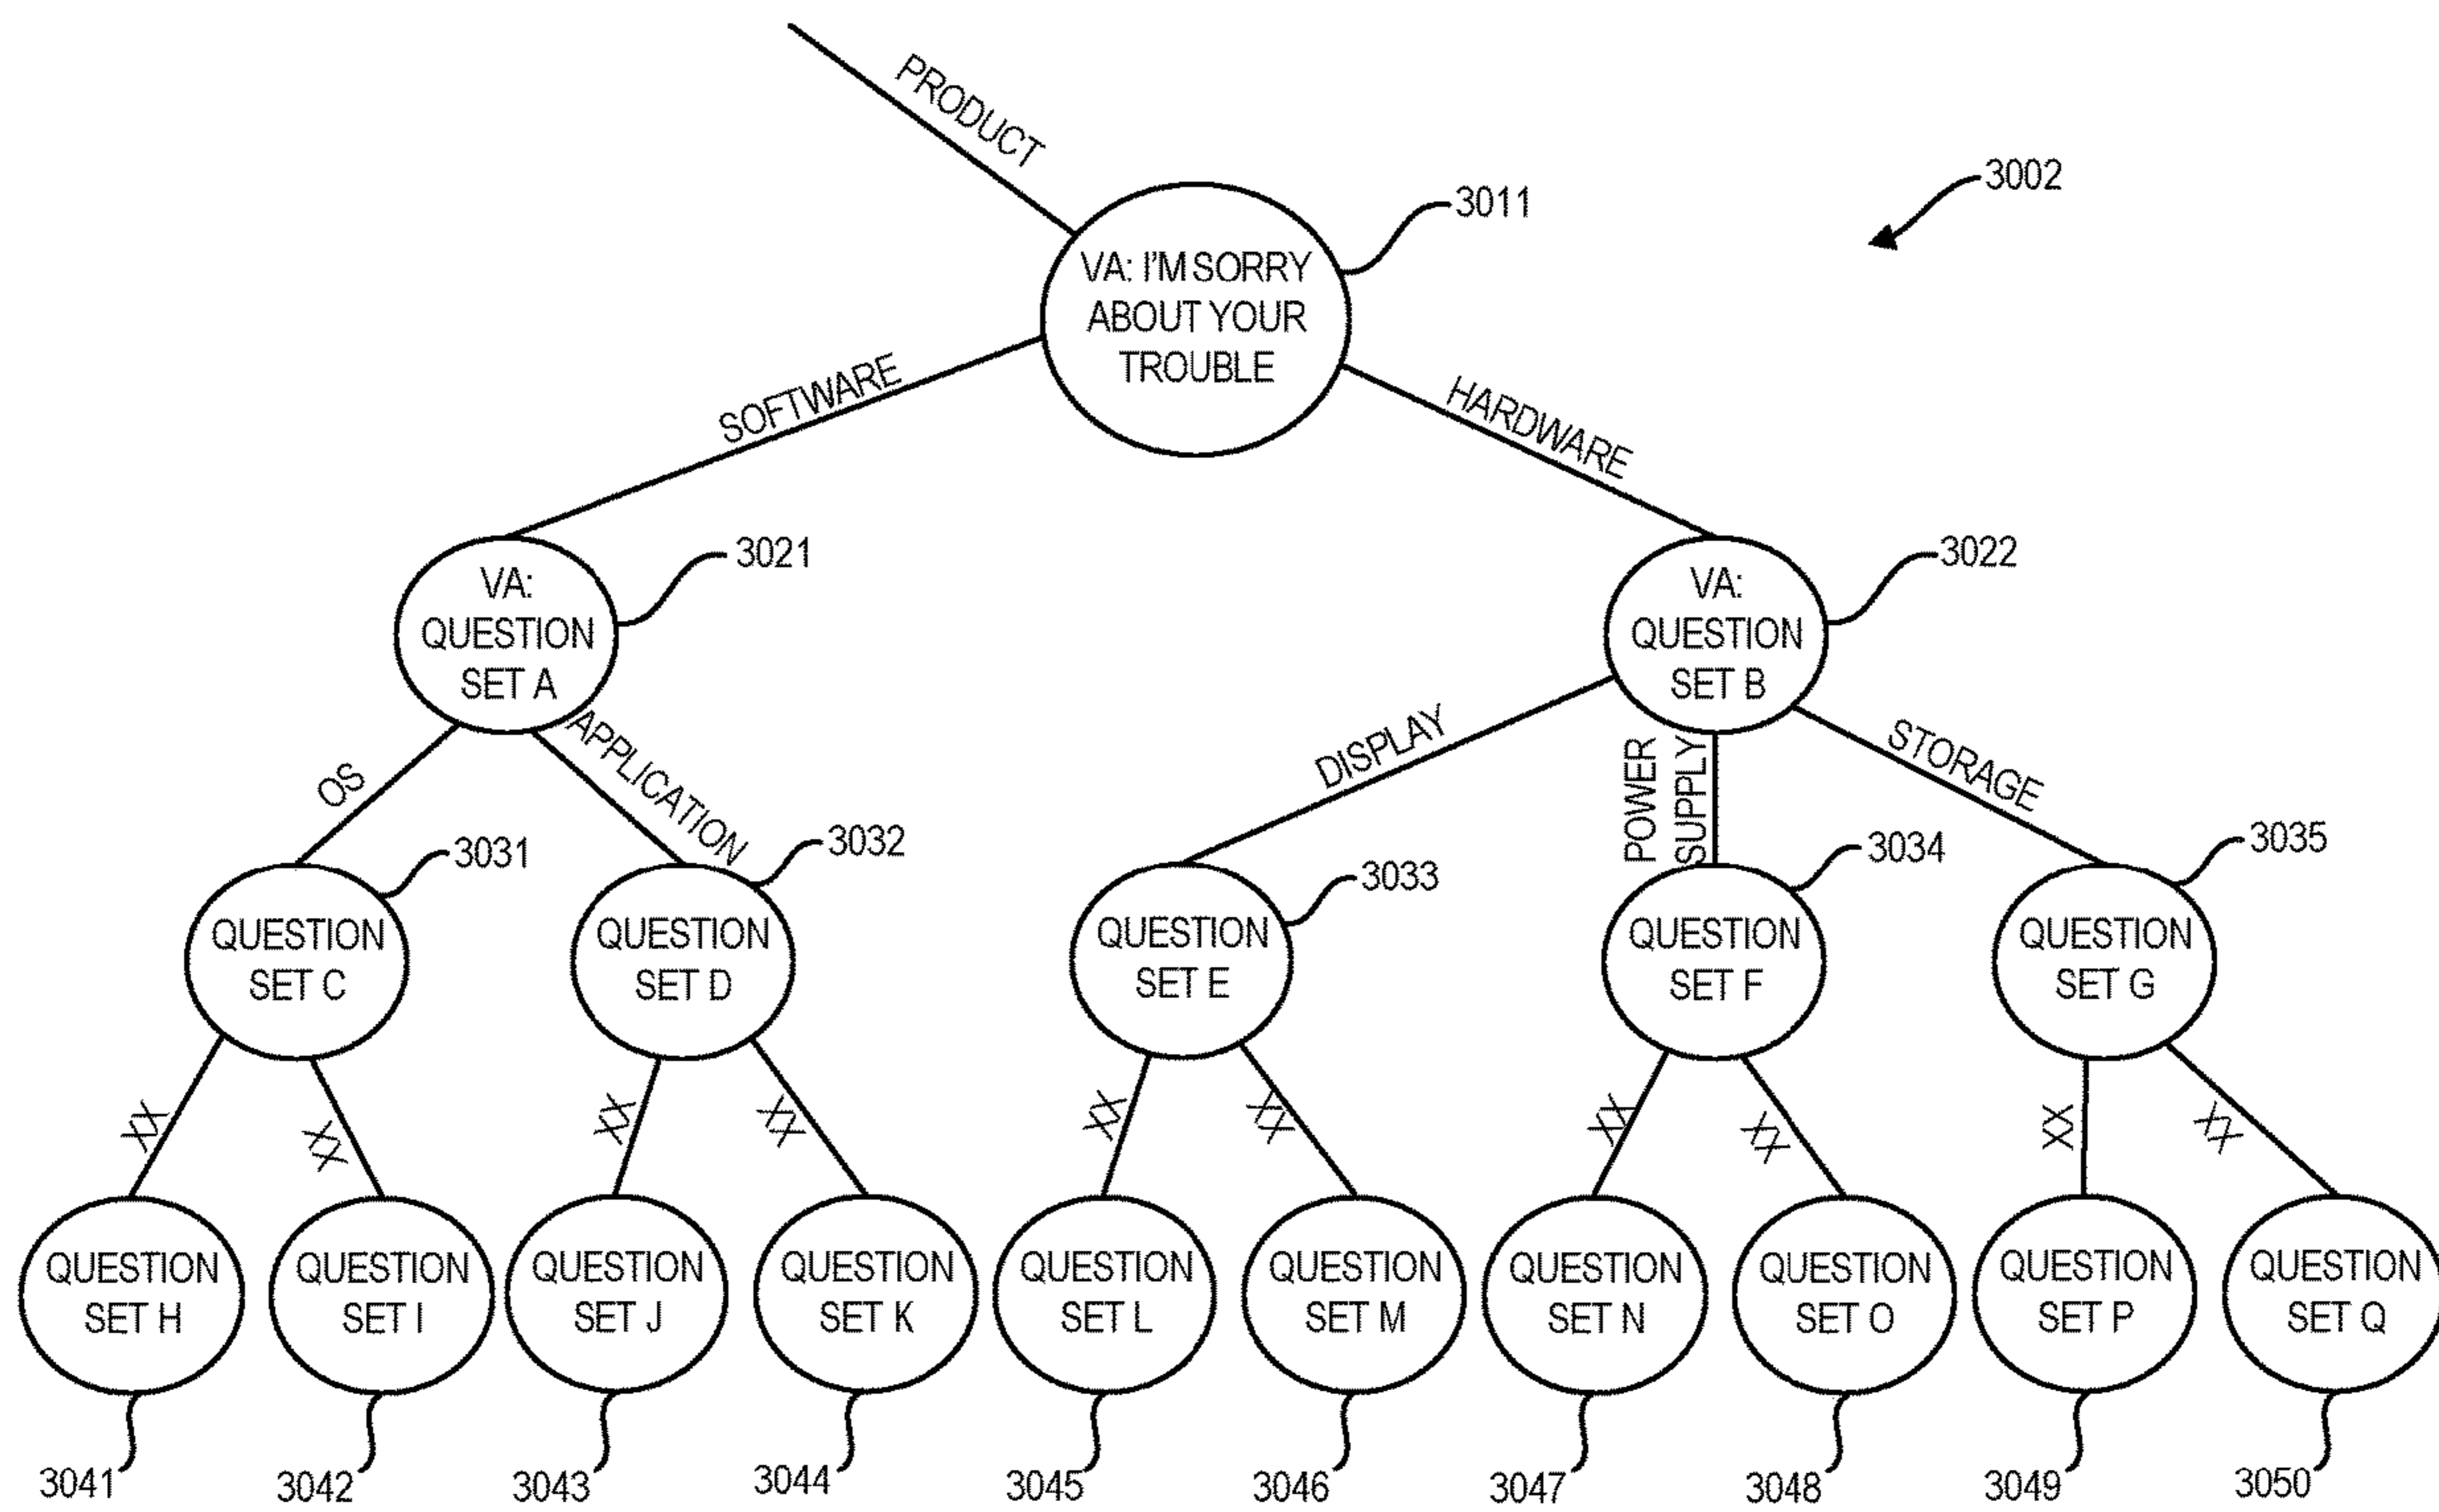 PRODUCT
3002
3011
VA: I'M SORRY
ABOUT YOUR
TROUBLE
SOFTWARE
HARDWARE
3021
VA:
QUESTION
SET A
3022
VA:
QUESTION
SET B
OS
APPLICATION
DISPLAY
POWER
SUPPLY
STORAGE
3031
QUESTION
SET C
3032
QUESTION
SET D
3033
QUESTION
SET E
3034
QUESTION
SET F
3035
QUESTION
SET G
XX
XX
XX
XX
XX
XX
XX
XX
XX
XX
QUESTION
SET H
QUESTION
SET I
QUESTION
SET J
QUESTION
SET K
QUESTION
SET L
QUESTION
SET M
QUESTION
SET N
QUESTION
SET O
QUESTION
SET P
QUESTION
SET Q
3041
3042
3043
3044
3045
3046
3047
3048
3049
3050